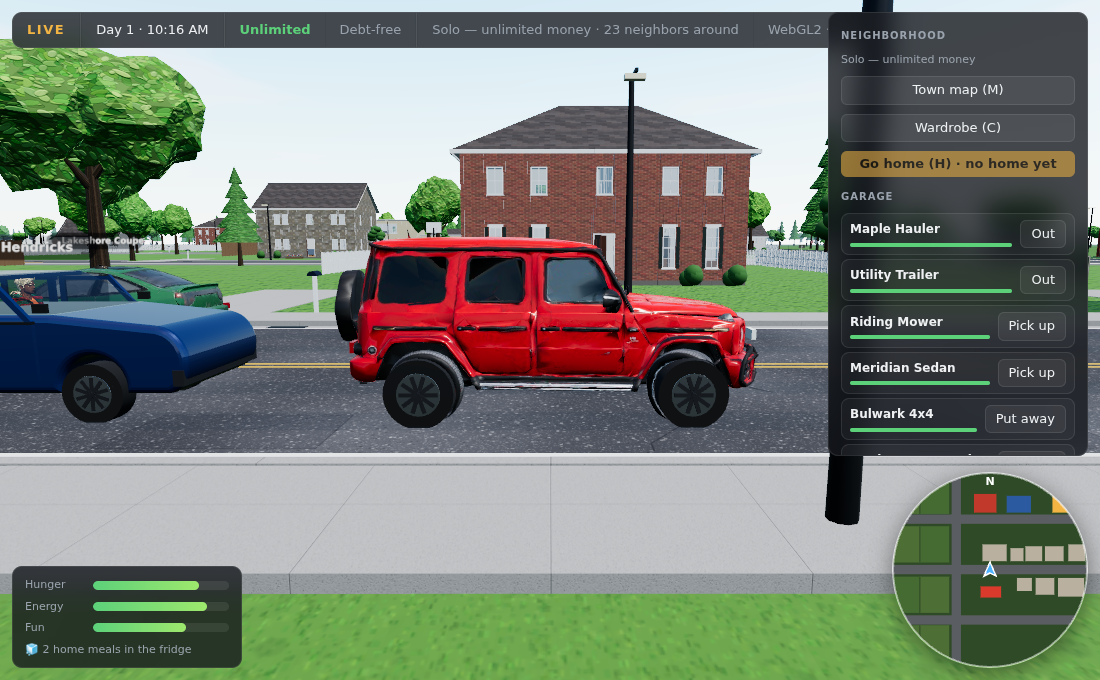 LIVE
Day 1 · 10:16 AM
Unlimited
Debt-free
Solo — unlimited money · 23 neighbors around
WebGL2
NEIGHBORHOOD
Solo — unlimited money
Town map (M)
Wardrobe (C)
Go home (H) · no home yet
GARAGE
Maple Hauler
Out
Utility Trailer
Out
Riding Mower
Pick up
Meridian Sedan
Pick up
Bulwark 4x4
Put away
Hendricks
Lakeshore Coupe
N
Hunger
Energy
Fun
2 home meals in the fridge